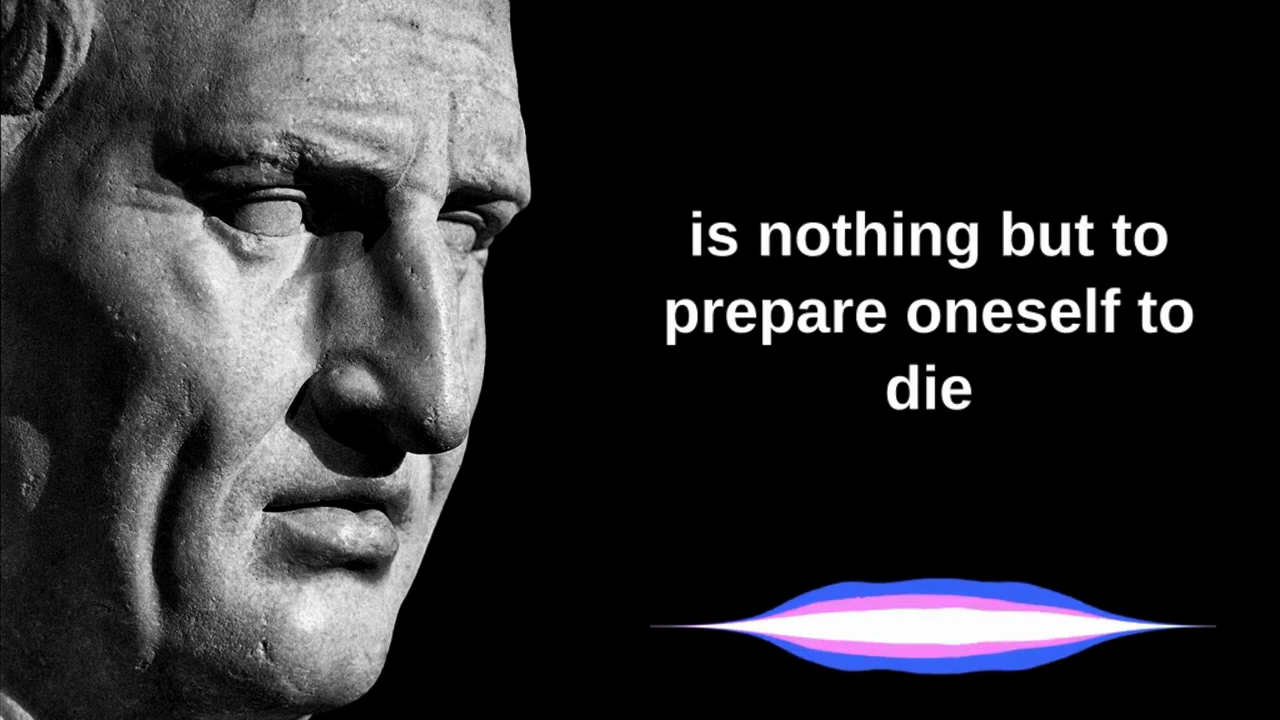 is nothing but to
prepare oneself to
die